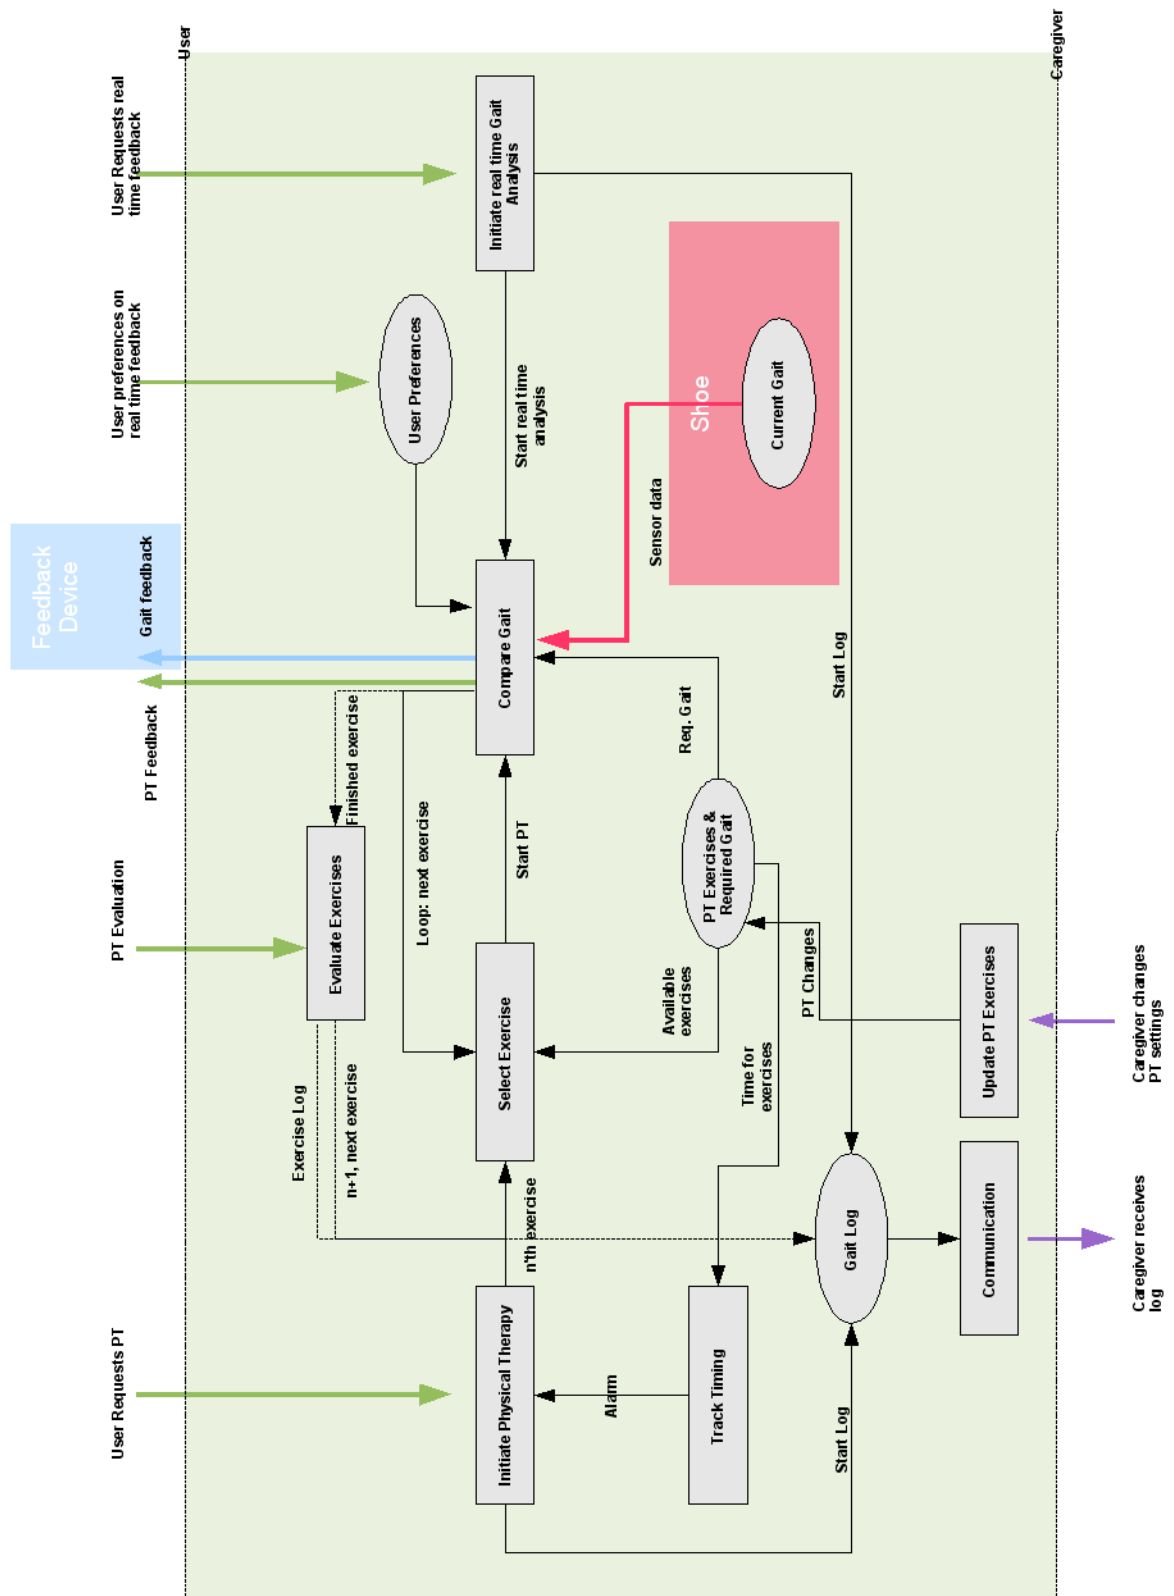 User Requests PT
PT Evaluation
PT Feedback
Feedback
Device
Gait feedback
User preferences on
real time feedback
User Requests real
time feedback
User
Exercise Log
n+1, next exercise
Evaluate Exercises
Finished exercise
User Preferences
Loop: next exercise
Initiate Physical Therapy
n'th exercise
Select Exercise
Start PT
Compare Gait
Start real time
analysis
Initiate real time Gait
Analysis
Alarm
Available
exercises
Req. Gait
Sensor data
Shoe
Track Timing
Time for
exercises
PT Exercises &
Required Gait
PT Changes
Current Gait
Start Log
Gait Log
Start Log
Communication
Update PT Exercises
Caregiver
Caregiver receives
log
Caregiver changes
PT settings